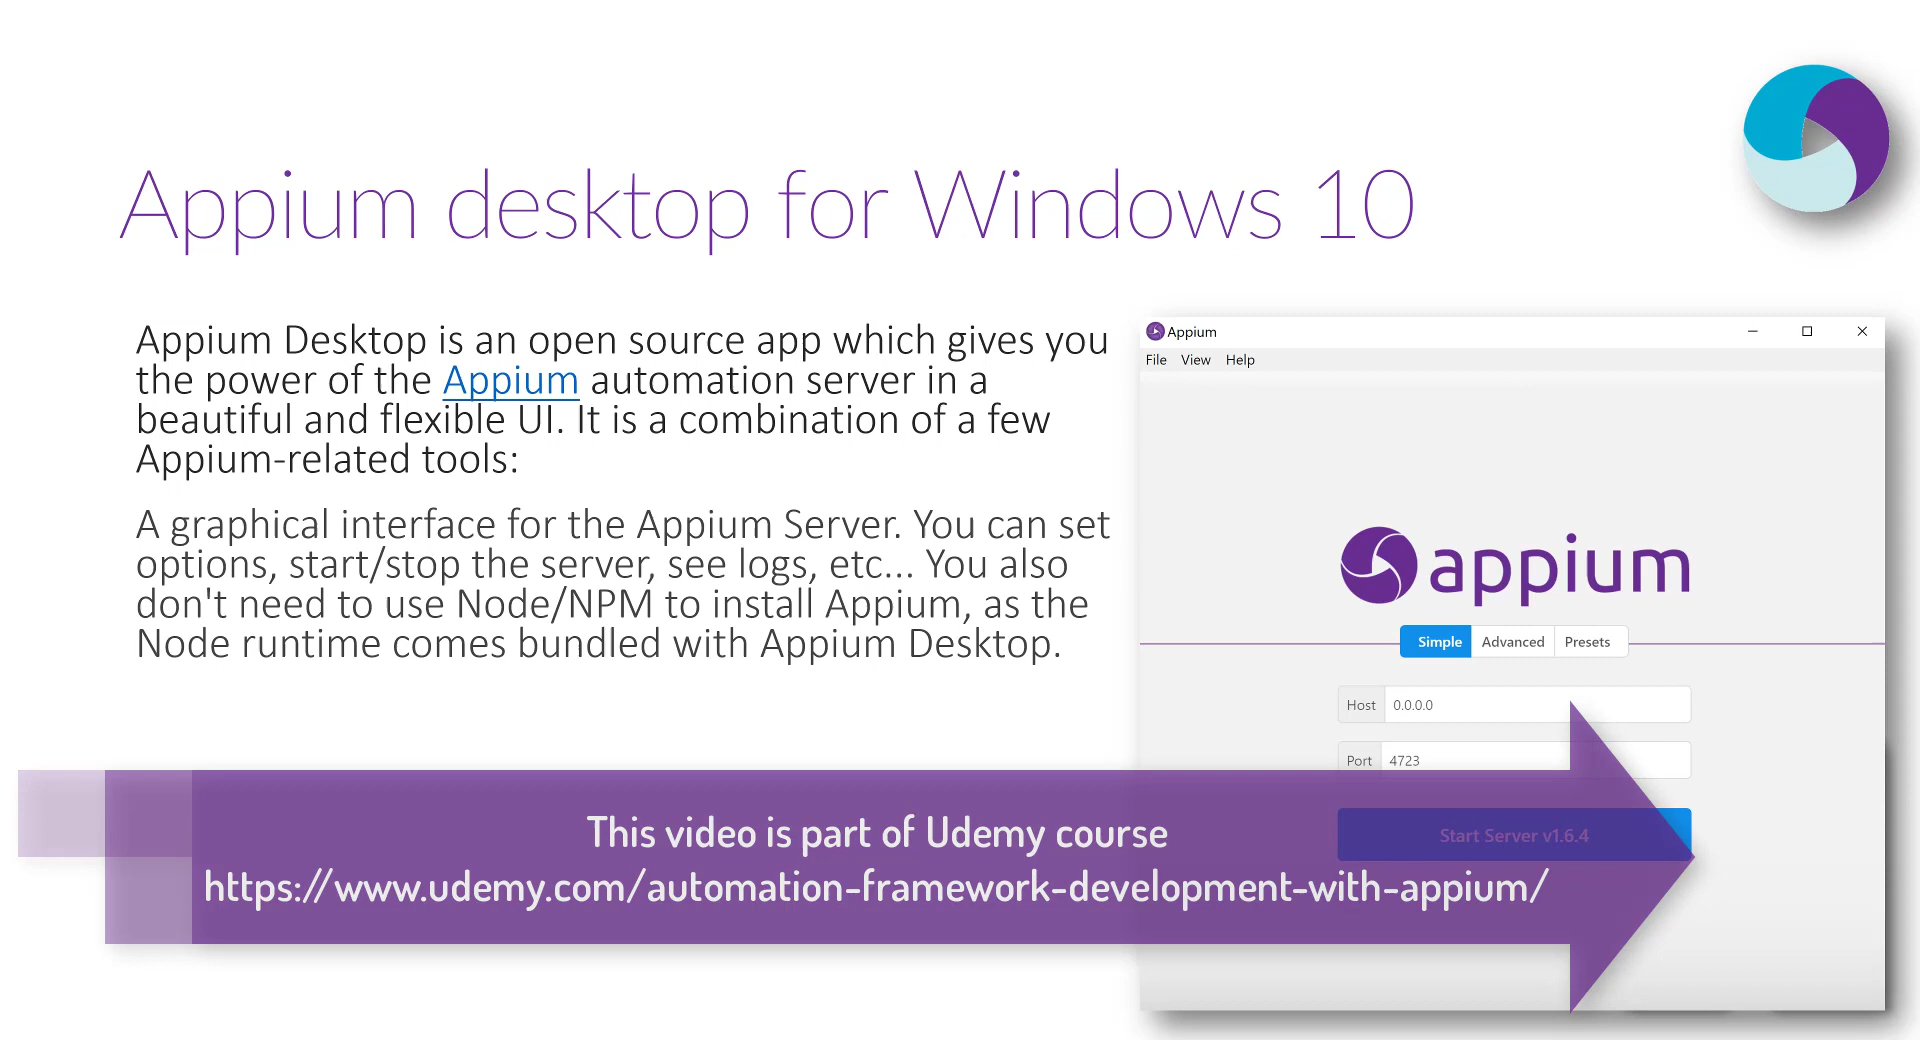 Appium desktop for Windows 10
Appium Desktop is an open source app which gives you
the power of the Appium automation server in a
beautiful and flexible UI. It is a combination of a few
Appium-related tools:
A graphical interface for the Appium Server. You can set
options, start/stop the server, see logs, etc... You also
don't need to use Node/NPM to install Appium, as the
Node runtime comes bundled with Appium Desktop.
Appium
File View Help
appium
Simple Advanced Presets
Host 0.0.0.0
Port 4723
Start Server v1.6.4
This video is part of Udemy course
https://www.udemy.com/automation-framework-development-with-appium/